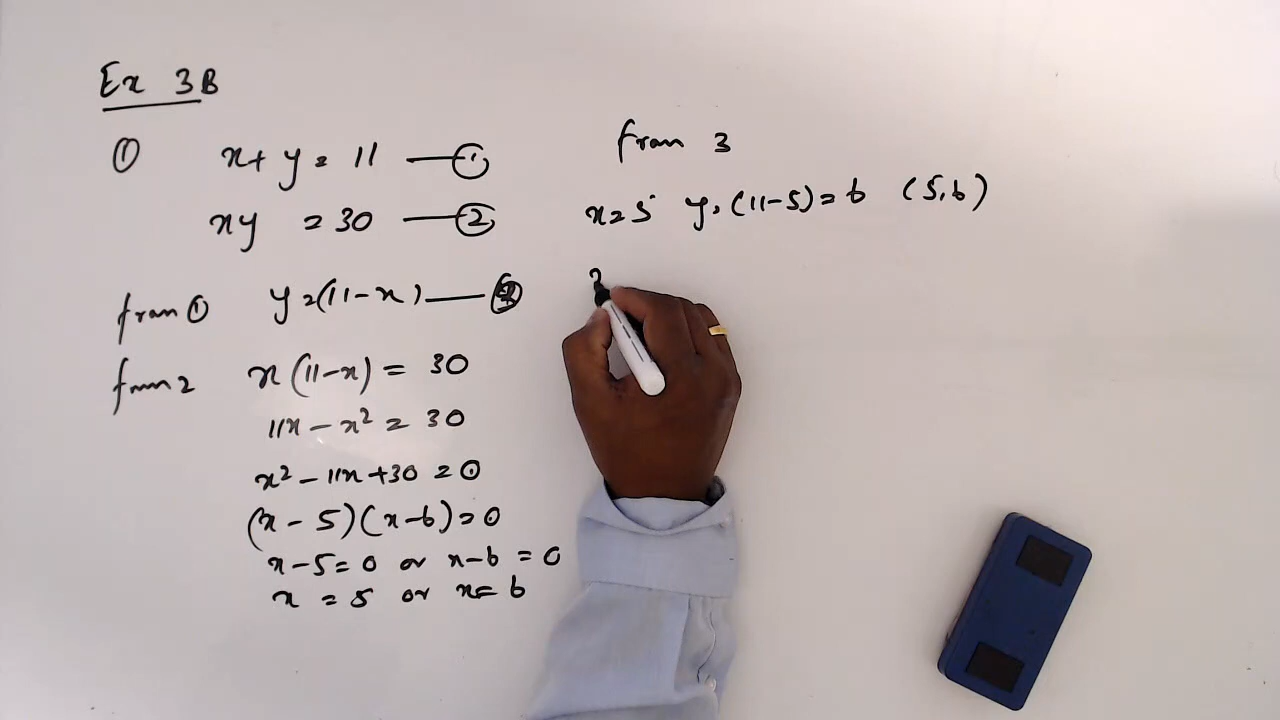 Ex 3B
① x + y = 11 —①
xy = 30 —②
from ① y = (11 - x) —
from 2 x (11 - x) = 30
11x - x² = 30
x² - 11x + 30 = 0
(x - 5)(x - 6) = 0
x - 5 = 0 or x - 6 = 0
x = 5 or x = 6
from 3
x = 5 y = (11 - 5) = 6 (5, 6)